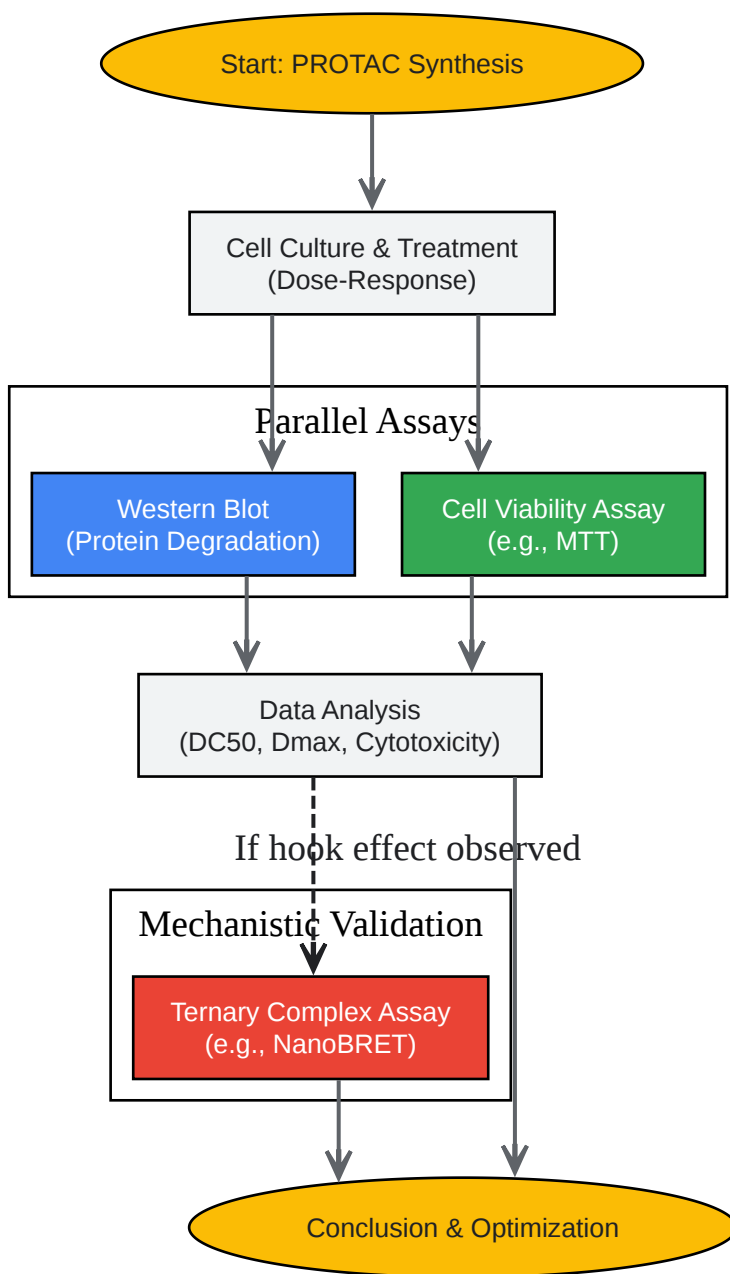 Start: PROTAC Synthesis
Cell Culture & Treatment
(Dose-Response)
Parallel Assays
Western Blot
(Protein Degradation)
Cell Viability Assay
(e.g., MTT)
Data Analysis
(DC50, Dmax, Cytotoxicity)
If hook effect observed
Mechanistic Validation
Ternary Complex Assay
(e.g., NanoBRET)
Conclusion & Optimization